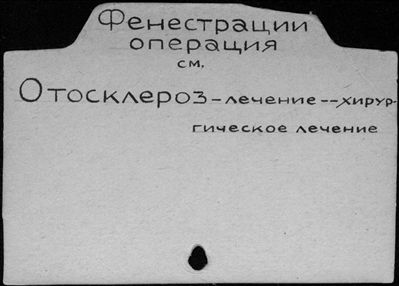 Фенестрации
операция
см.
Отосклероз – лечение -- хирур-
гическое лечение